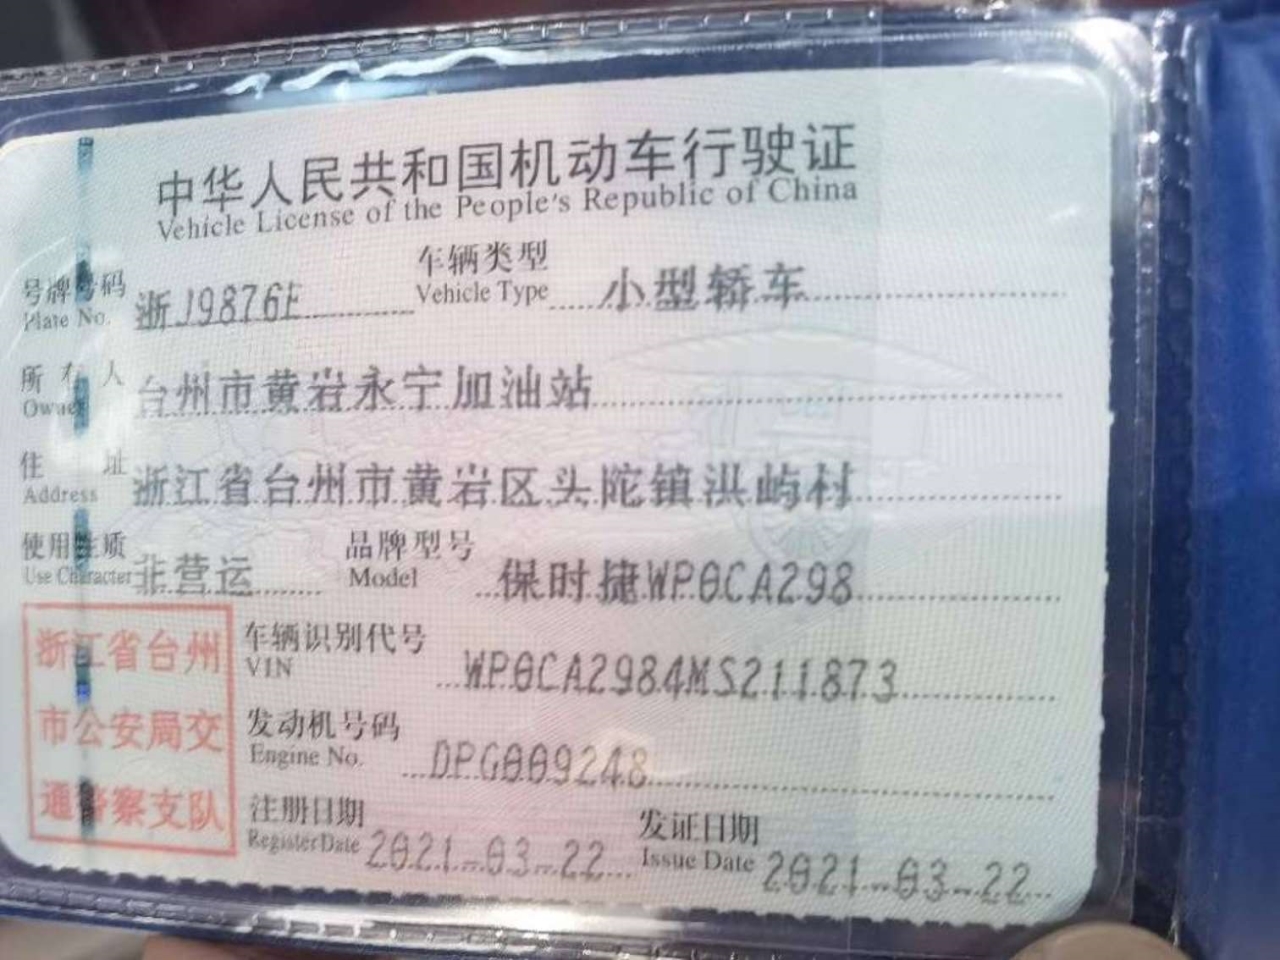 中华人民共和国机动车行驶证
Vehicle License of the People's Republic of China
号牌号码 浙J9876E 车辆类型 小型轿车
Plate No. Vehicle Type
所有人 台州市黄岩永宁加油站
Owner
住址 浙江省台州市黄岩区头陀镇洪屿村
Address
使用性质 非营运 品牌型号 保时捷WP0CA298
Use Character Model
浙江省台州
市公安局交
通警察支队
车辆识别代号 WP0CA2984MS211873
VIN
发动机号码 DPG009248
Engine No.
注册日期 2021-03-22 发证日期 2021-03-22
Register Date Issue Date